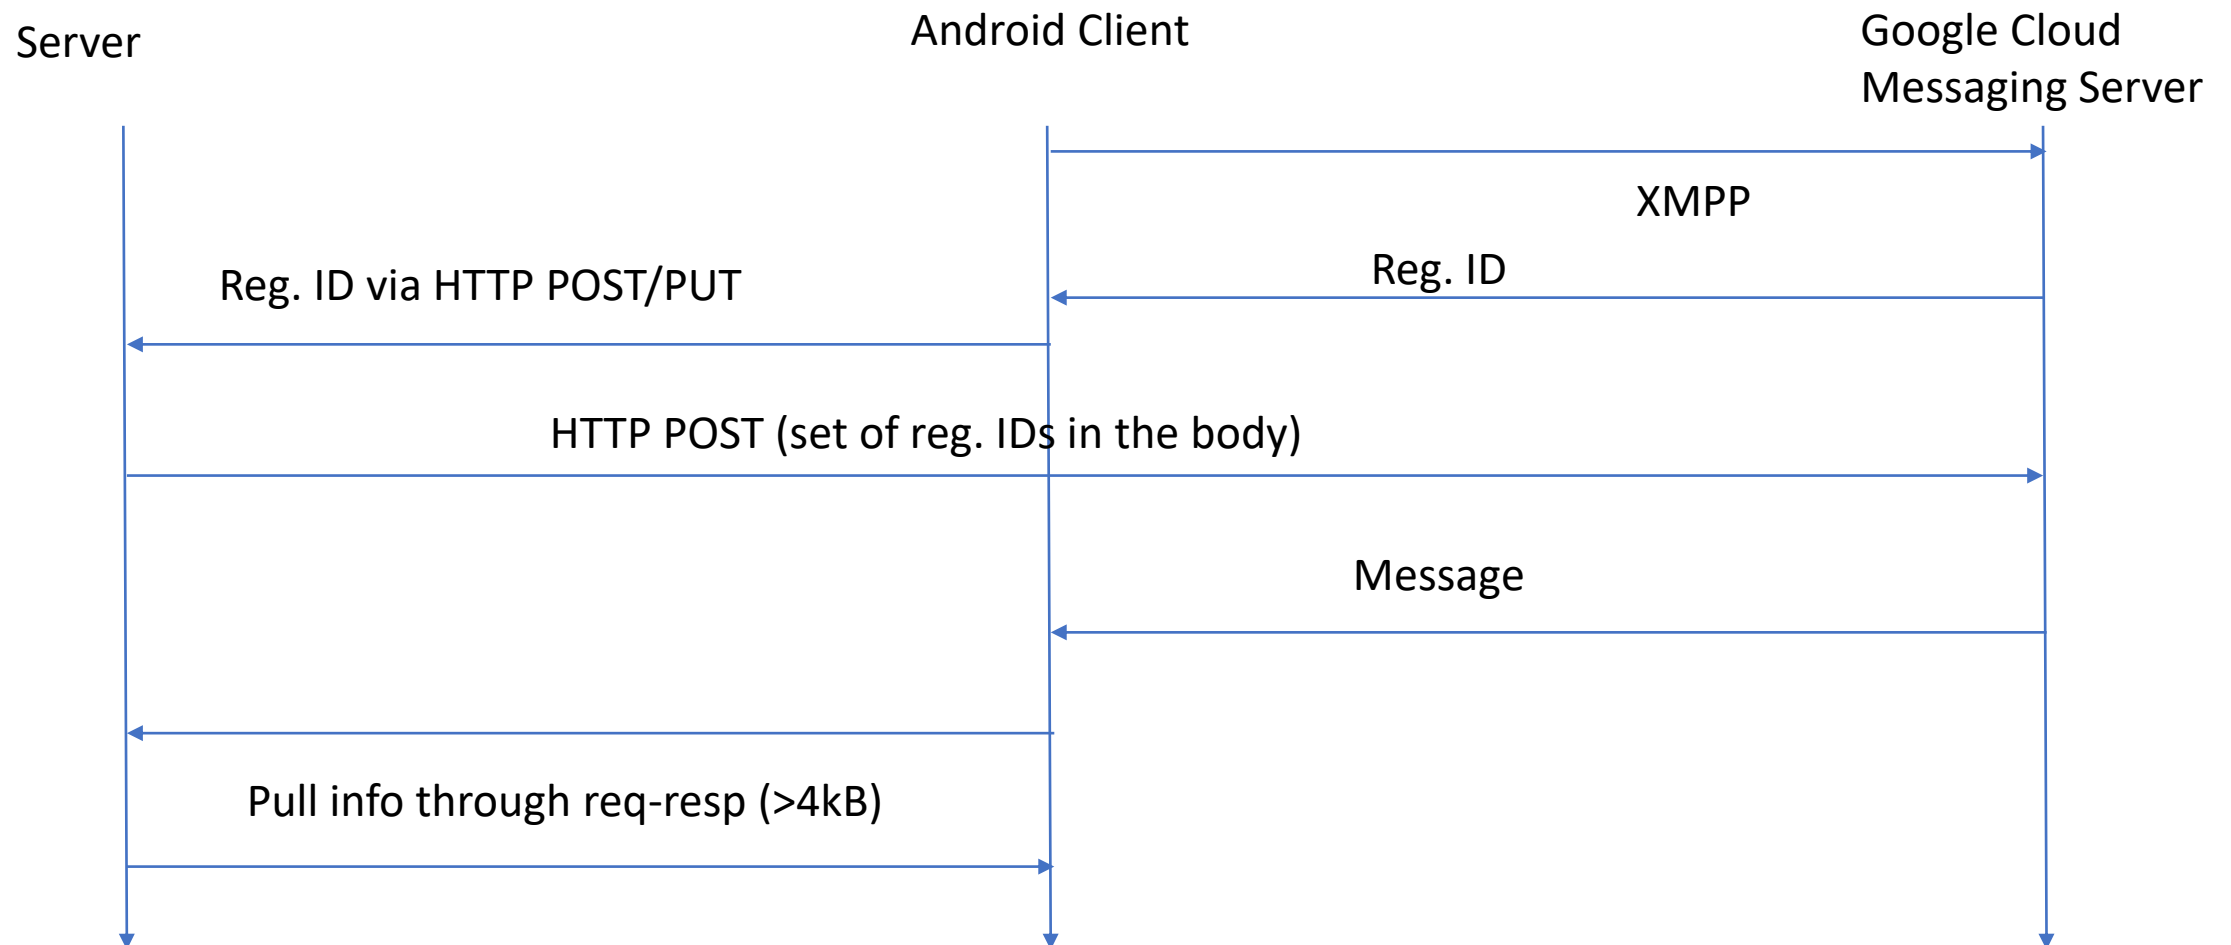 Server
Android Client
Google Cloud
Messaging Server
XMPP
Reg. ID
Reg. ID via HTTP POST/PUT
HTTP POST (set of reg. IDs in the body)
Message
Pull info through req-resp (>4kB)